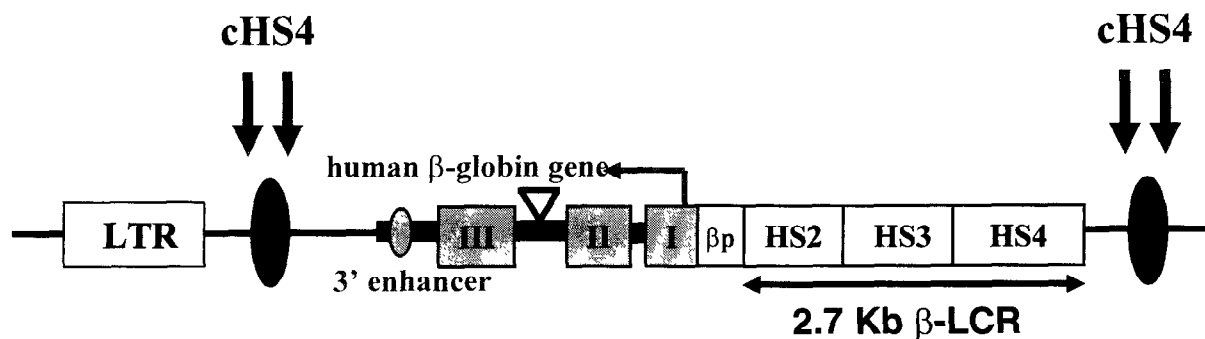 cHS4
cHS4
human β-globin gene
LTR
III
II
I
βp
HS2
HS3
HS4
3' enhancer
2.7 Kb β-LCR